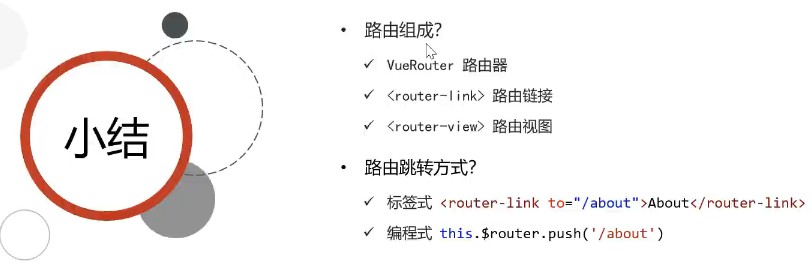 小结
• 路由组成？
✓ VueRouter 路由器
✓ <router-link> 路由链接
✓ <router-view> 路由视图
• 路由跳转方式？
✓ 标签式 <router-link to="/about">About</router-link>
✓ 编程式 this.$router.push('/about')